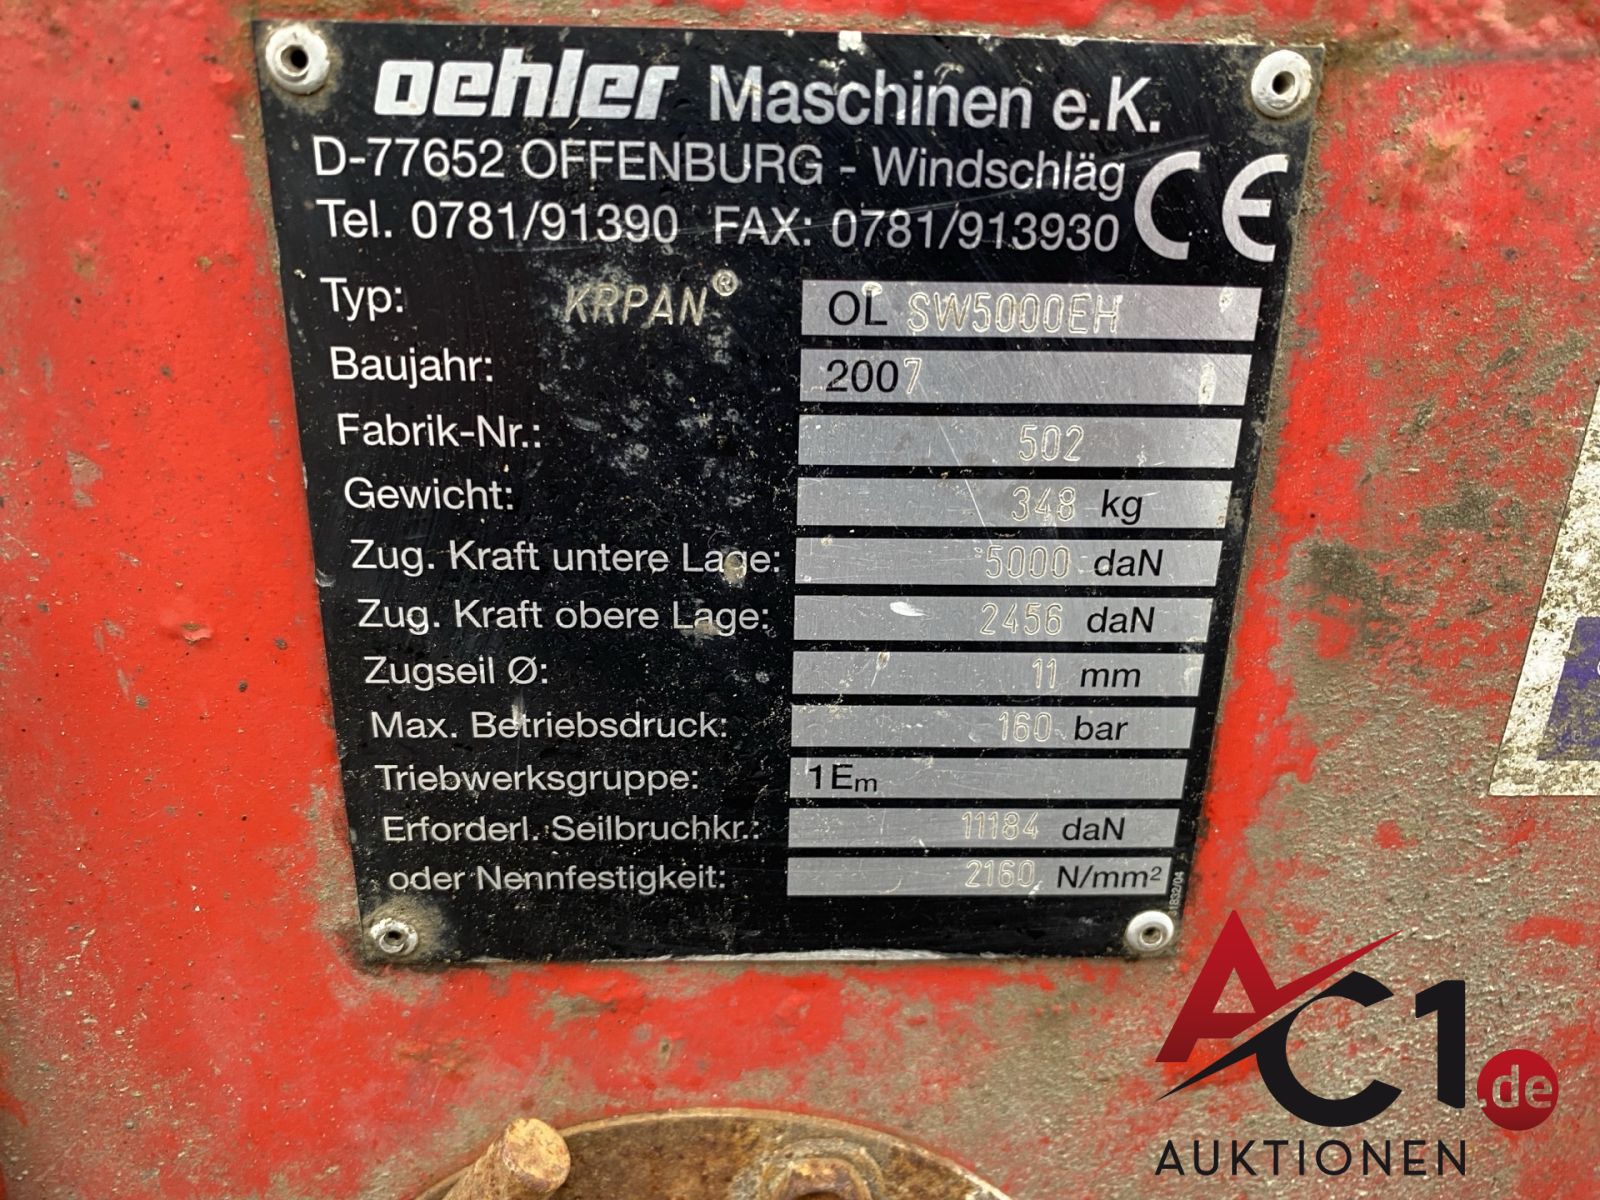 oehler Maschinen e.K.
D-77652 OFFENBURG - Windschläg
Tel. 0781/91390 FAX: 0781/913930 CE
Typ: KRPAN® OL SW5000EH
Baujahr: 2007
Fabrik-Nr.: 502
Gewicht: 348 kg
Zug. Kraft untere Lage: 5000 daN
Zug. Kraft obere Lage: 2456 daN
Zugseil Ø: 11 mm
Max. Betriebsdruck: 160 bar
Triebwerksgruppe: 1Em
Erforderl. Seilbruchkr.: 11184 daN
oder Nennfestigkeit: 2160 N/mm²
1832/04
AC1.de
AUKTIONEN